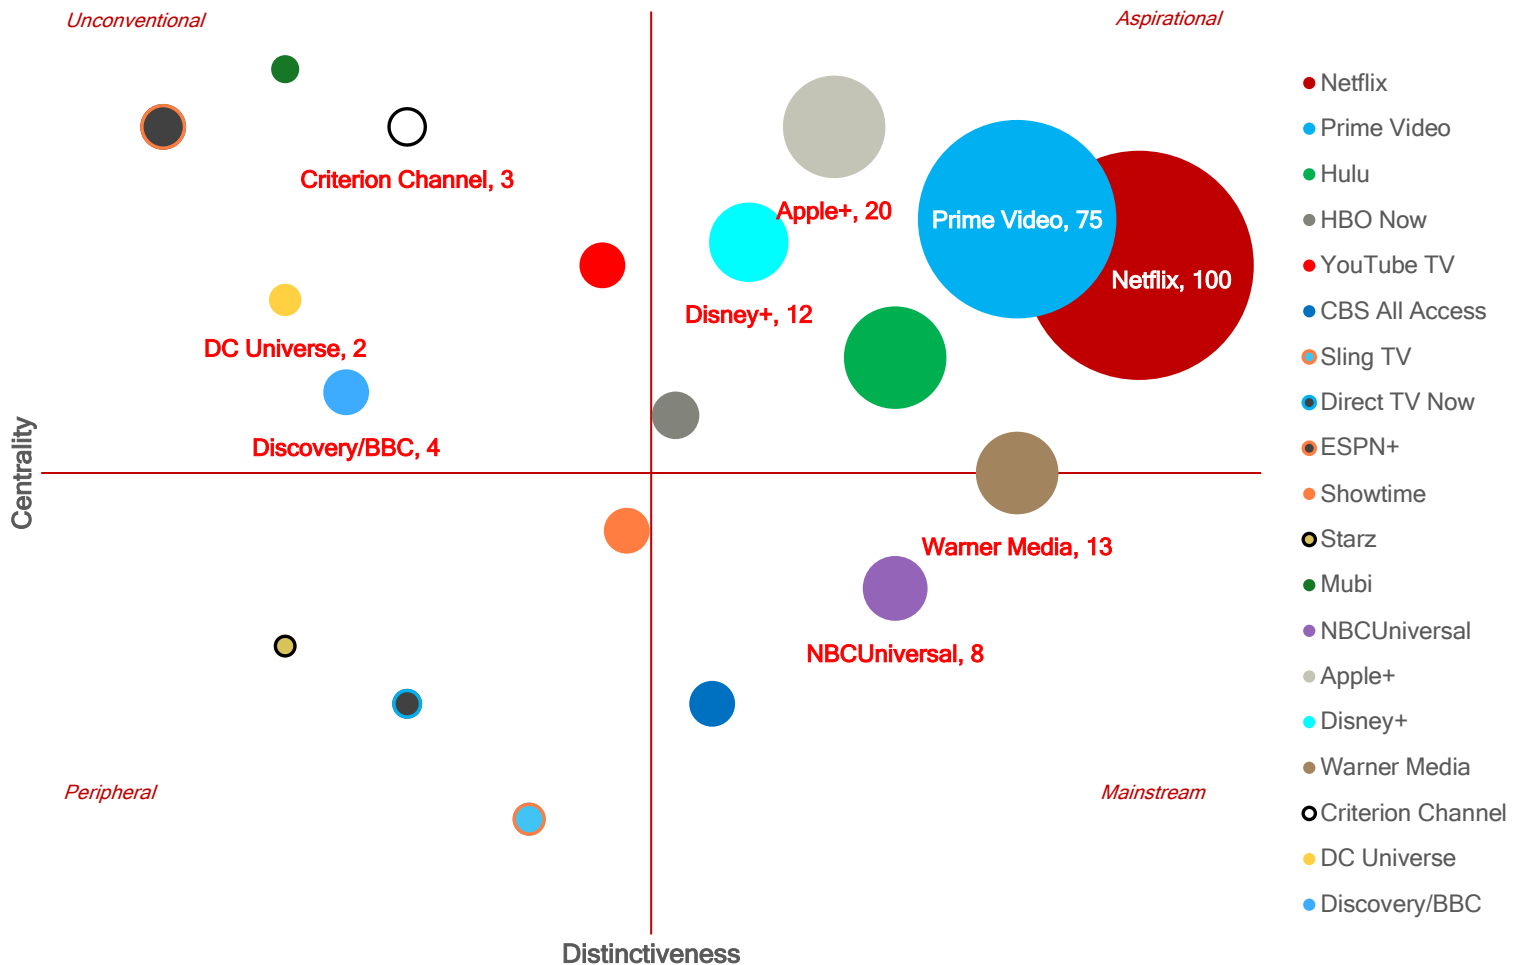 Unconventional
Aspirational
Criterion Channel, 3
Apple+, 20
Prime Video, 75
Netflix, 100
Disney+, 12
DC Universe, 2
Discovery/BBC, 4
Centrality
Warner Media, 13
NBCUniversal, 8
Peripheral
Mainstream
Distinctiveness
Netflix
Prime Video
Hulu
HBO Now
YouTube TV
CBS All Access
Sling TV
Direct TV Now
ESPN+
Showtime
Starz
Mubi
NBCUniversal
Apple+
Disney+
Warner Media
Criterion Channel
DC Universe
Discovery/BBC